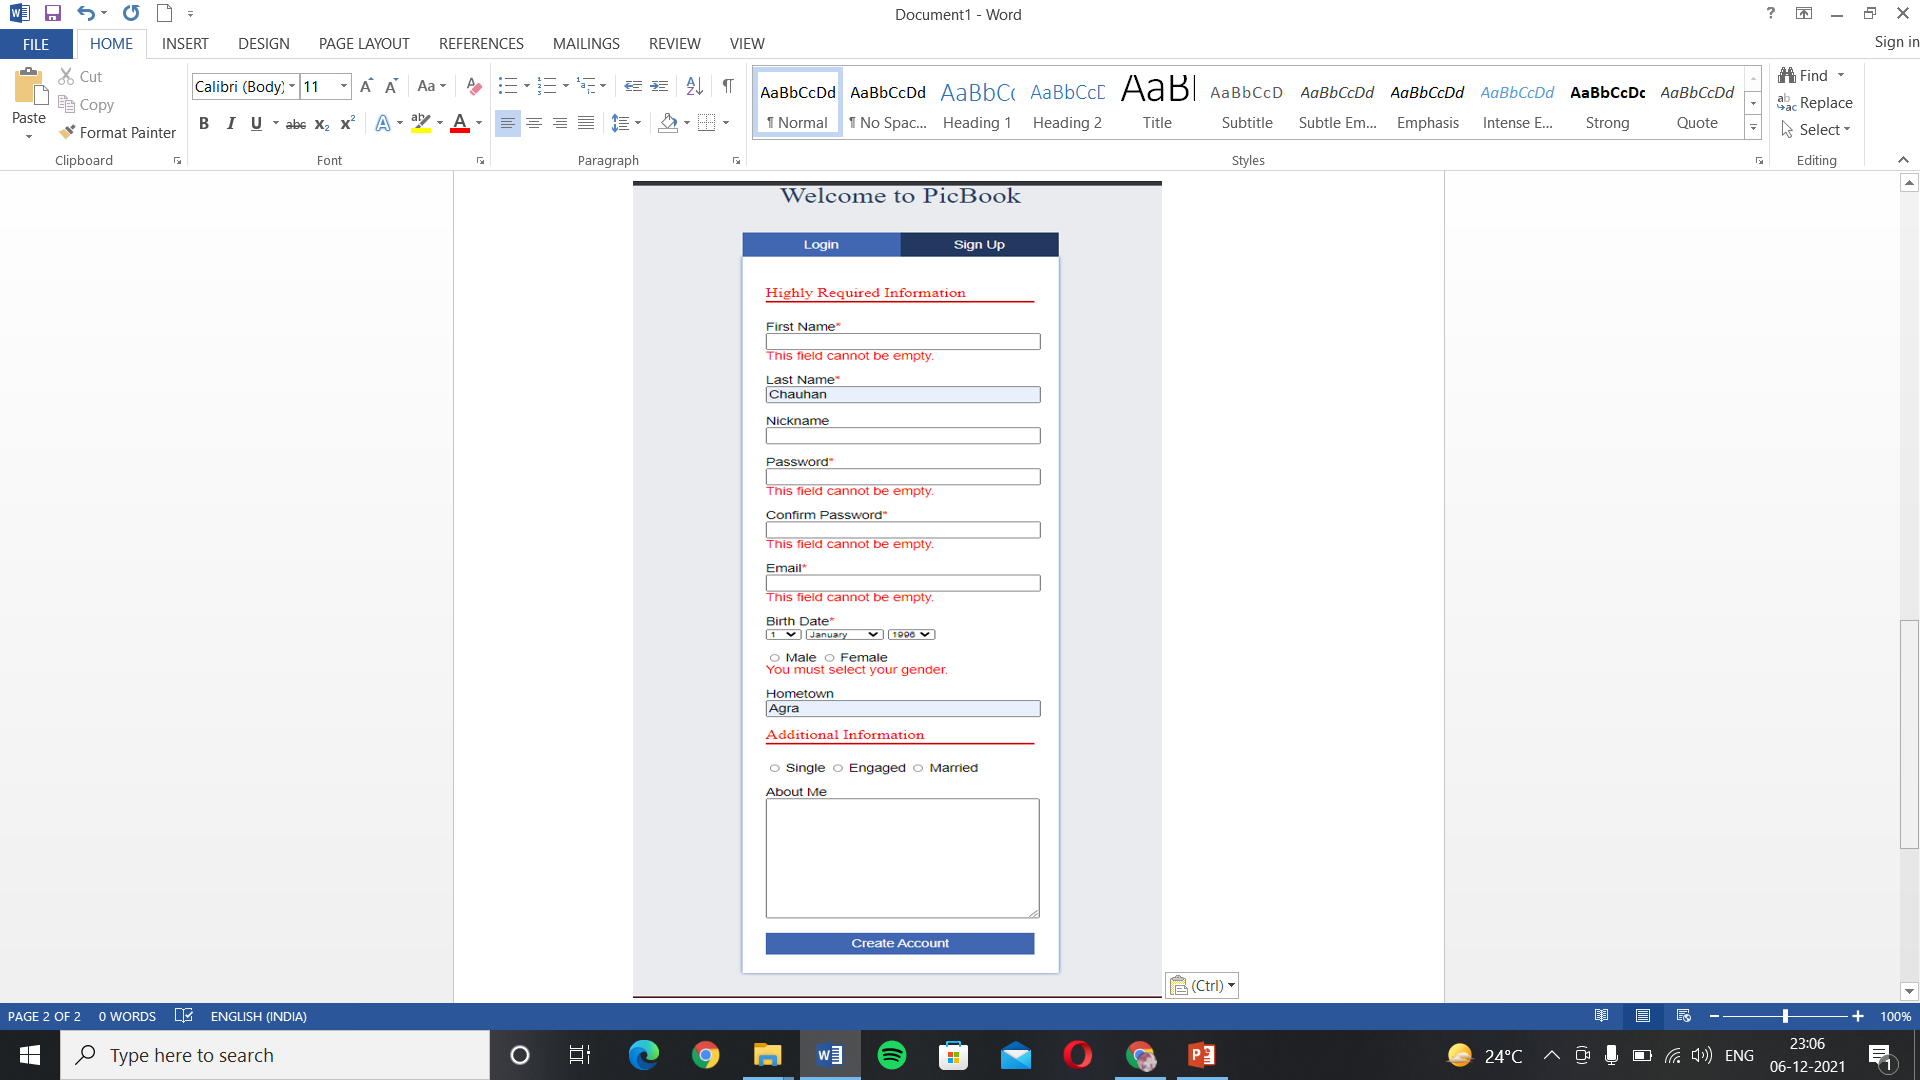 Document1 - Word
Sign in
FILE HOME INSERT DESIGN PAGE LAYOUT REFERENCES MAILINGS REVIEW VIEW
Paste
Cut
Copy
Format Painter
Clipboard
Calibri (Body) 11
Font
Paragraph
AaBbCcDd AaBbCcDd AaBbCc AaBbCcD AaBl AaBbCcD AaBbCcDd AaBbCcDd AaBbCcDd AaBbCcDc AaBbCcDd
¶ Normal ¶ No Spac... Heading 1 Heading 2 Title Subtitle Subtle Em... Emphasis Intense E... Strong Quote
Styles
Find
Replace
Select
Editing
Welcome to PicBook
Login Sign Up
Highly Required Information
First Name*
This field cannot be empty.
Last Name*
Chauhan
Nickname
Password*
This field cannot be empty.
Confirm Password*
This field cannot be empty.
Email*
This field cannot be empty.
Birth Date*
1 January 1996
Male Female
You must select your gender.
Hometown
Agra
Additional Information
Single Engaged Married
About Me
Create Account
(Ctrl)
PAGE 2 OF 2 0 WORDS ENGLISH (INDIA) 100%
Type here to search
24°C ENG
23:06
06-12-2021
1